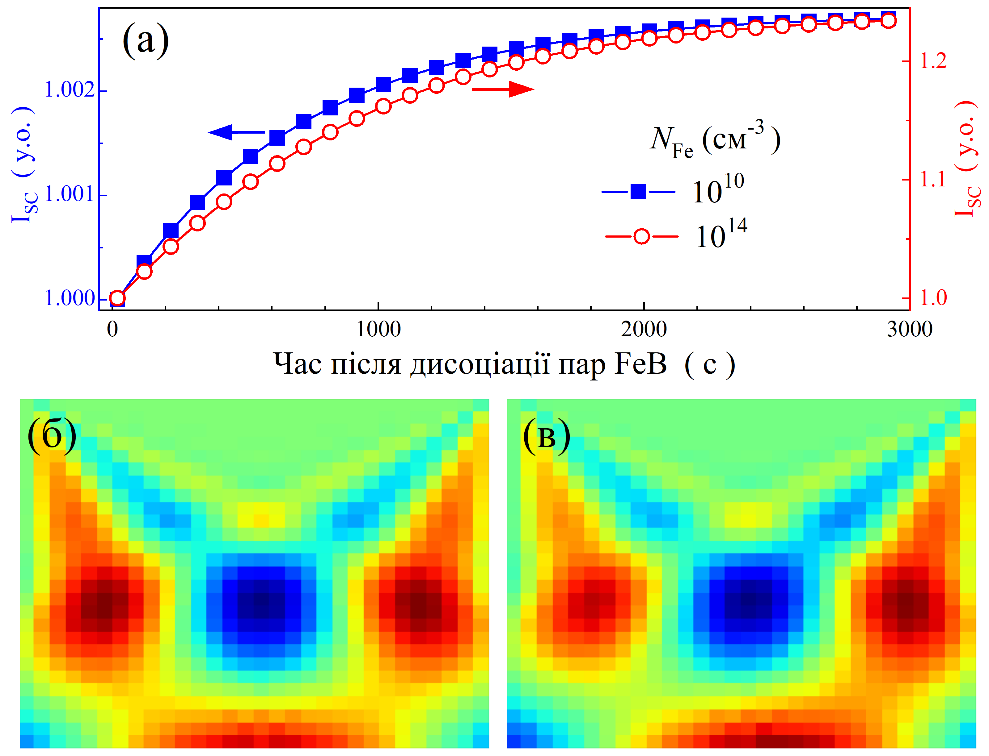 (а)
I_SC ( у.о. )
1.002
1.001
1.000
1.2
1.1
1.0
I_SC ( у.о. )
N_Fe (см^-3 )
10^10
10^14
0 1000 2000 3000
Час після дисоціації пар FeB ( с )
(б) (в)